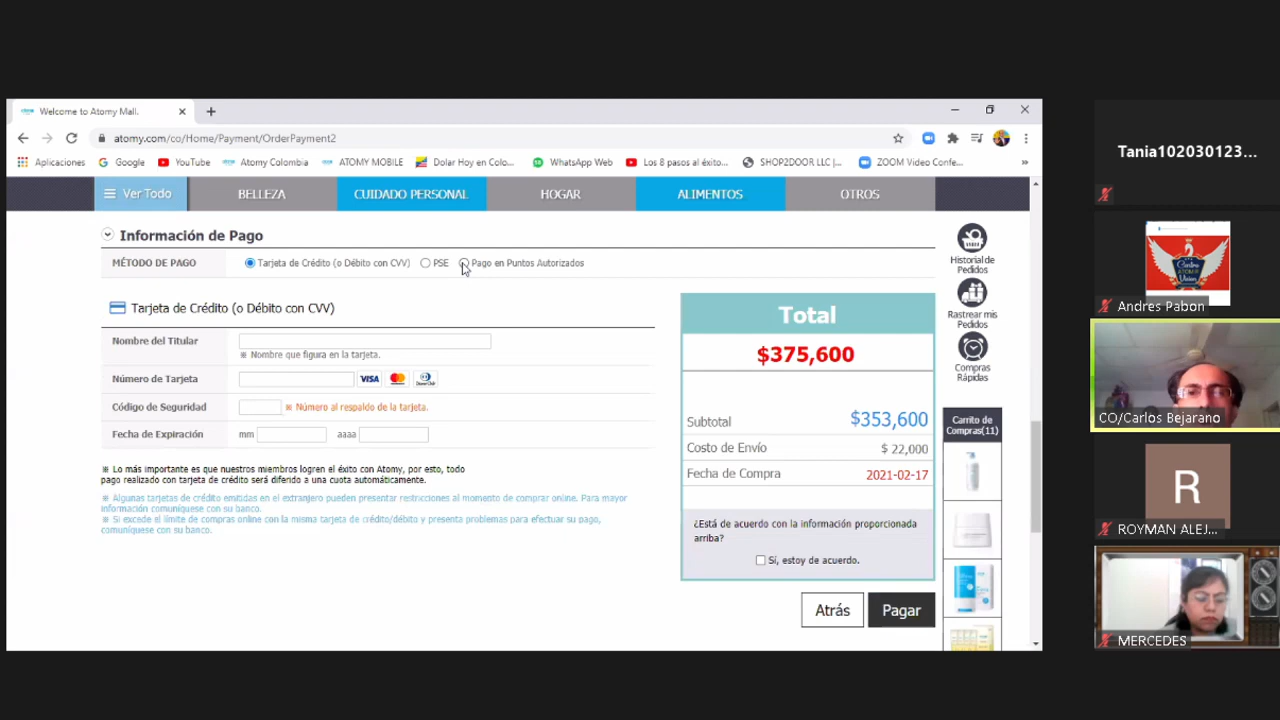 Welcome to Atomy Mall.
atomy.com/co/Home/Payment/OrderPayment2
Aplicaciones
Google
YouTube
Atomy Colombia
ATOMY MOBILE
Dolar Hoy en Colo...
WhatsApp Web
Los 8 pasos al éxito...
SHOP2DOOR LLC |...
ZOOM Video Confe...
Ver Todo
BELLEZA
CUIDADO PERSONAL
HOGAR
ALIMENTOS
OTROS
Información de Pago
MÉTODO DE PAGO
Tarjeta de Crédito (o Débito con CVV)
PSE
Pago en Puntos Autorizados
Tarjeta de Crédito (o Débito con CVV)
Nombre del Titular
※ Nombre que figura en la tarjeta.
Número de Tarjeta
VISA
Código de Seguridad
※ Número al respaldo de la tarjeta.
Fecha de Expiración
mm
aaaa
※ Lo más importante es que nuestros miembros logren el éxito con Atomy, por esto, todo
pago realizado con tarjeta de crédito será diferido a una cuota automáticamente.
※ Algunas tarjetas de crédito emitidas en el extranjero pueden presentar restricciones al momento de comprar online. Para mayor
información comuníquese con su banco.
※ Si excede el límite de compras online con la misma tarjeta de crédito/débito y presenta problemas para efectuar su pago,
comuníquese con su banco.
Total
$375,600
Subtotal
$353,600
Costo de Envío
$ 22,000
Fecha de Compra
2021-02-17
¿Está de acuerdo con la información proporcionada
arriba?
Sí, estoy de acuerdo.
Atrás
Pagar
Historial de
Pedidos
Rastrear mis
Pedidos
Compras
Rápidas
Carrito de
Compras(11)
Tania102030123...
Andres Pabon
CO/Carlos Bejarano
R
ROYMAN ALEJ...
MERCEDES